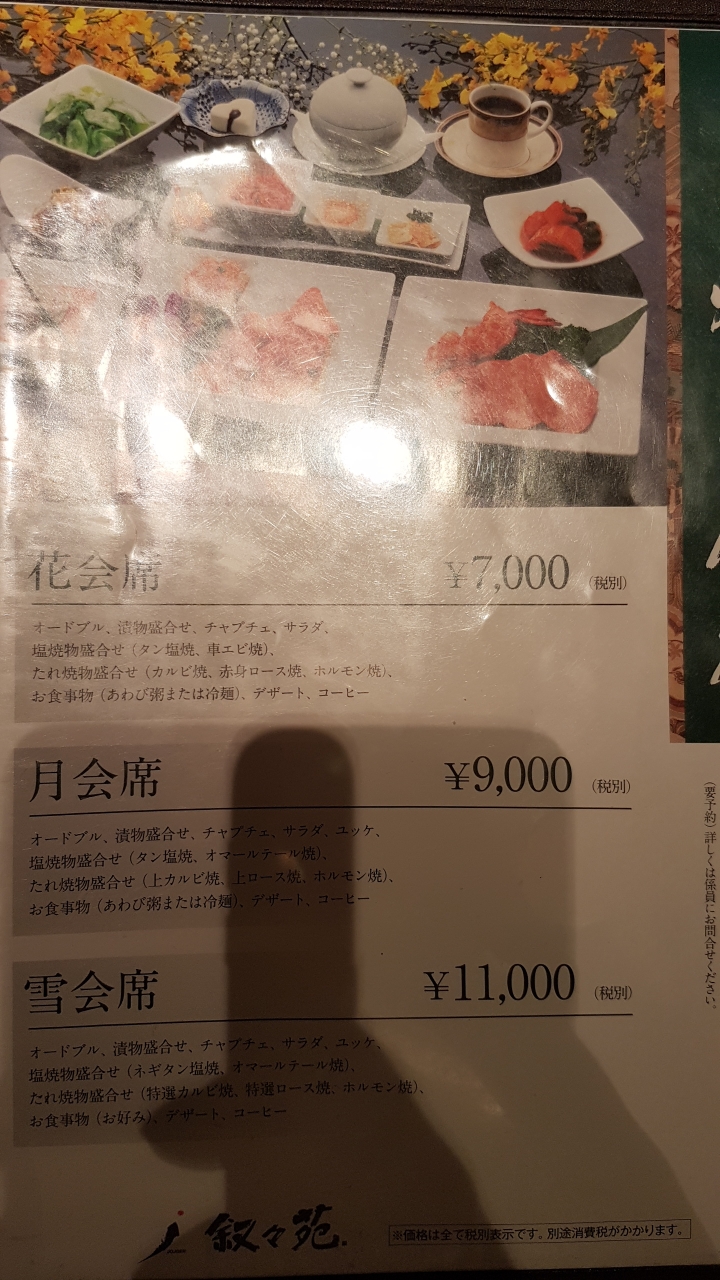 花会席 ¥7,000 (税別)
オードブル、漬物盛合せ、チャプチェ、サラダ、
塩焼物盛合せ（タン塩焼、車エビ焼）、
たれ焼物盛合せ（カルビ焼、赤身ロース焼、ホルモン焼）、
お食事物（あわび粥または冷麺）、デザート、コーヒー
月会席 ¥9,000 (税別)
オードブル、漬物盛合せ、チャプチェ、サラダ、ユッケ、
塩焼物盛合せ（タン塩焼、オマールテール焼）、
たれ焼物盛合せ（上カルビ焼、上ロース焼、ホルモン焼）、
お食事物（あわび粥または冷麺）、デザート、コーヒー
雪会席 ¥11,000 (税別)
オードブル、漬物盛合せ、チャプチェ、サラダ、ユッケ、
塩焼物盛合せ（ネギタン塩焼、オマールテール焼）、
たれ焼物盛合せ（特選カルビ焼、特選ロース焼、ホルモン焼）、
お食事物（お好み）、デザート、コーヒー
叙々苑
※価格は全て税別表示です。別途消費税がかかります。
（要予約）詳しくは係員にお問合せください。